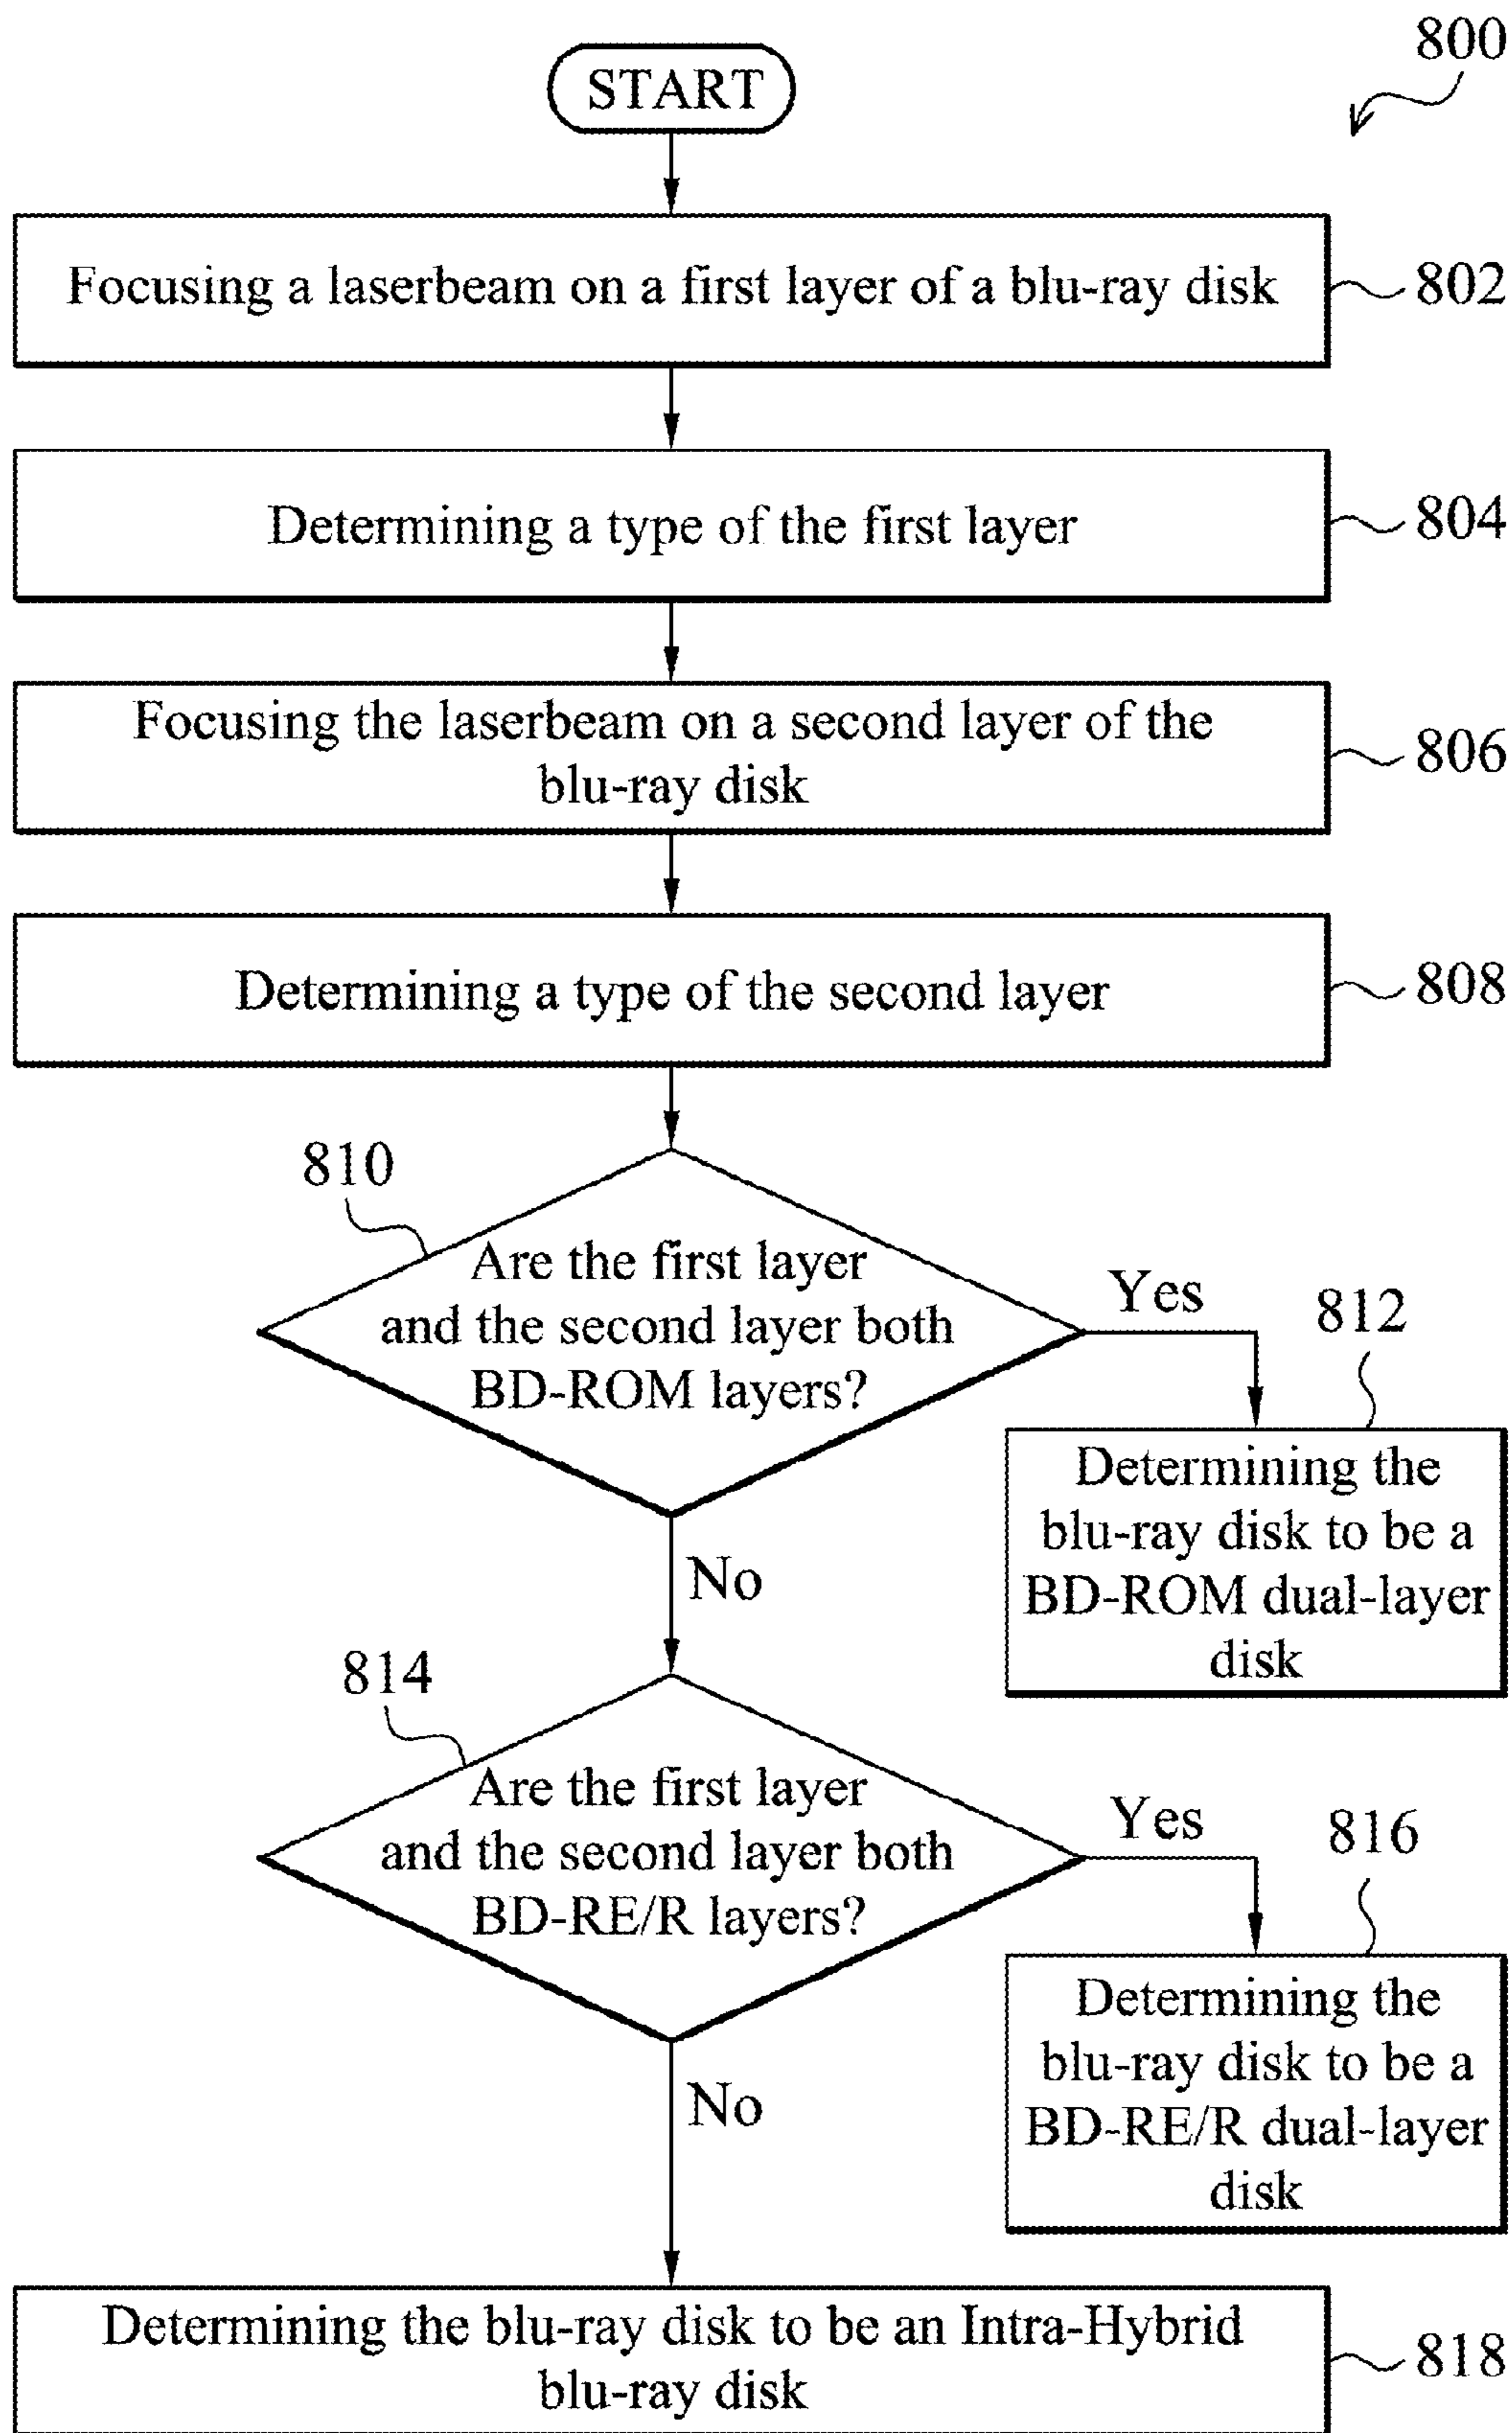 800
START
Focusing a laserbeam on a first layer of a blu-ray disk
802
Determining a type of the first layer
804
Focusing the laserbeam on a second layer of the
blu-ray disk
806
Determining a type of the second layer
808
810
Are the first layer
and the second layer both
BD-ROM layers?
Yes
812
Determining the
blu-ray disk to be a
BD-ROM dual-layer
disk
No
814
Are the first layer
and the second layer both
BD-RE/R layers?
Yes
816
Determining the
blu-ray disk to be a
BD-RE/R dual-layer
disk
No
Determining the blu-ray disk to be an Intra-Hybrid
blu-ray disk
818